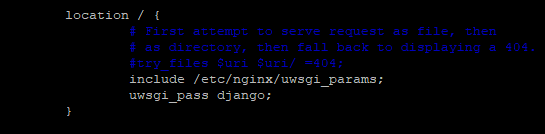 location / {
# First attempt to serve request as file, then
# as directory, then fall back to displaying a 404.
#try_files $uri $uri/ =404;
include /etc/nginx/uwsgi_params;
uwsgi_pass django;
}